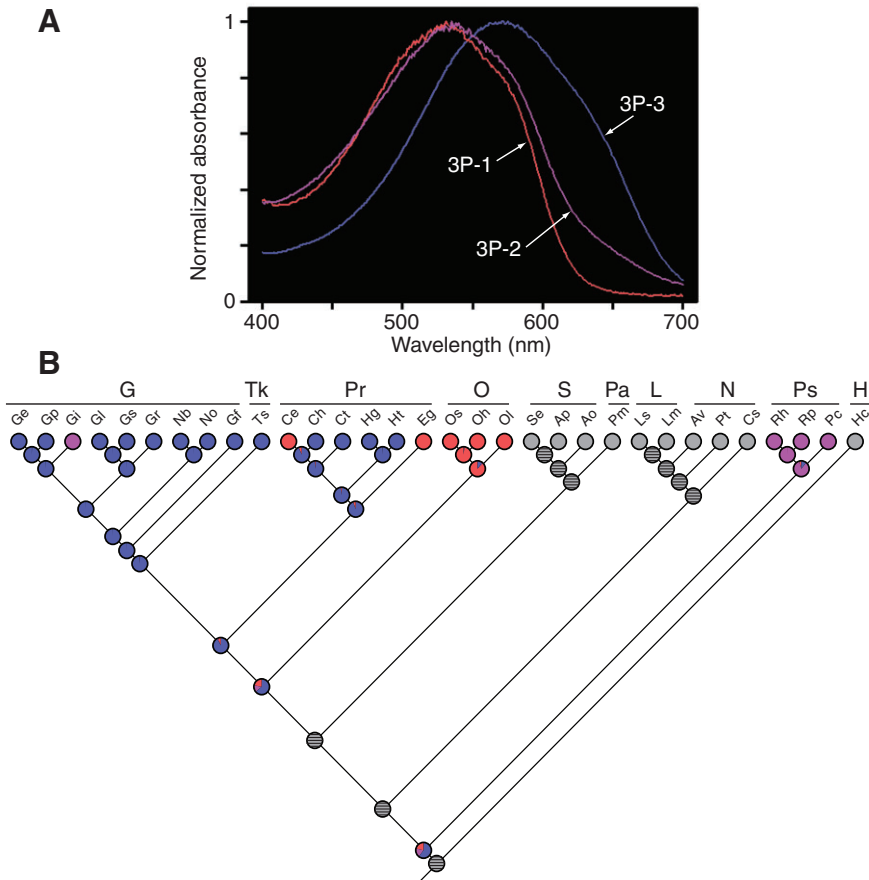 A
Normalized absorbance
1
0
3P-3
3P-1
3P-2
400 500 600 700
Wavelength (nm)
B
G Tk Pr O S Pa L N Ps H
Ge Gp Gi Gl Gs Gr Nb No Gf Ts Ce Ch Ct Hg Ht Eg Os Oh Ol Se Ap Ao Pm Ls Lm Av Pt Cs Rh Rp Pc Hc